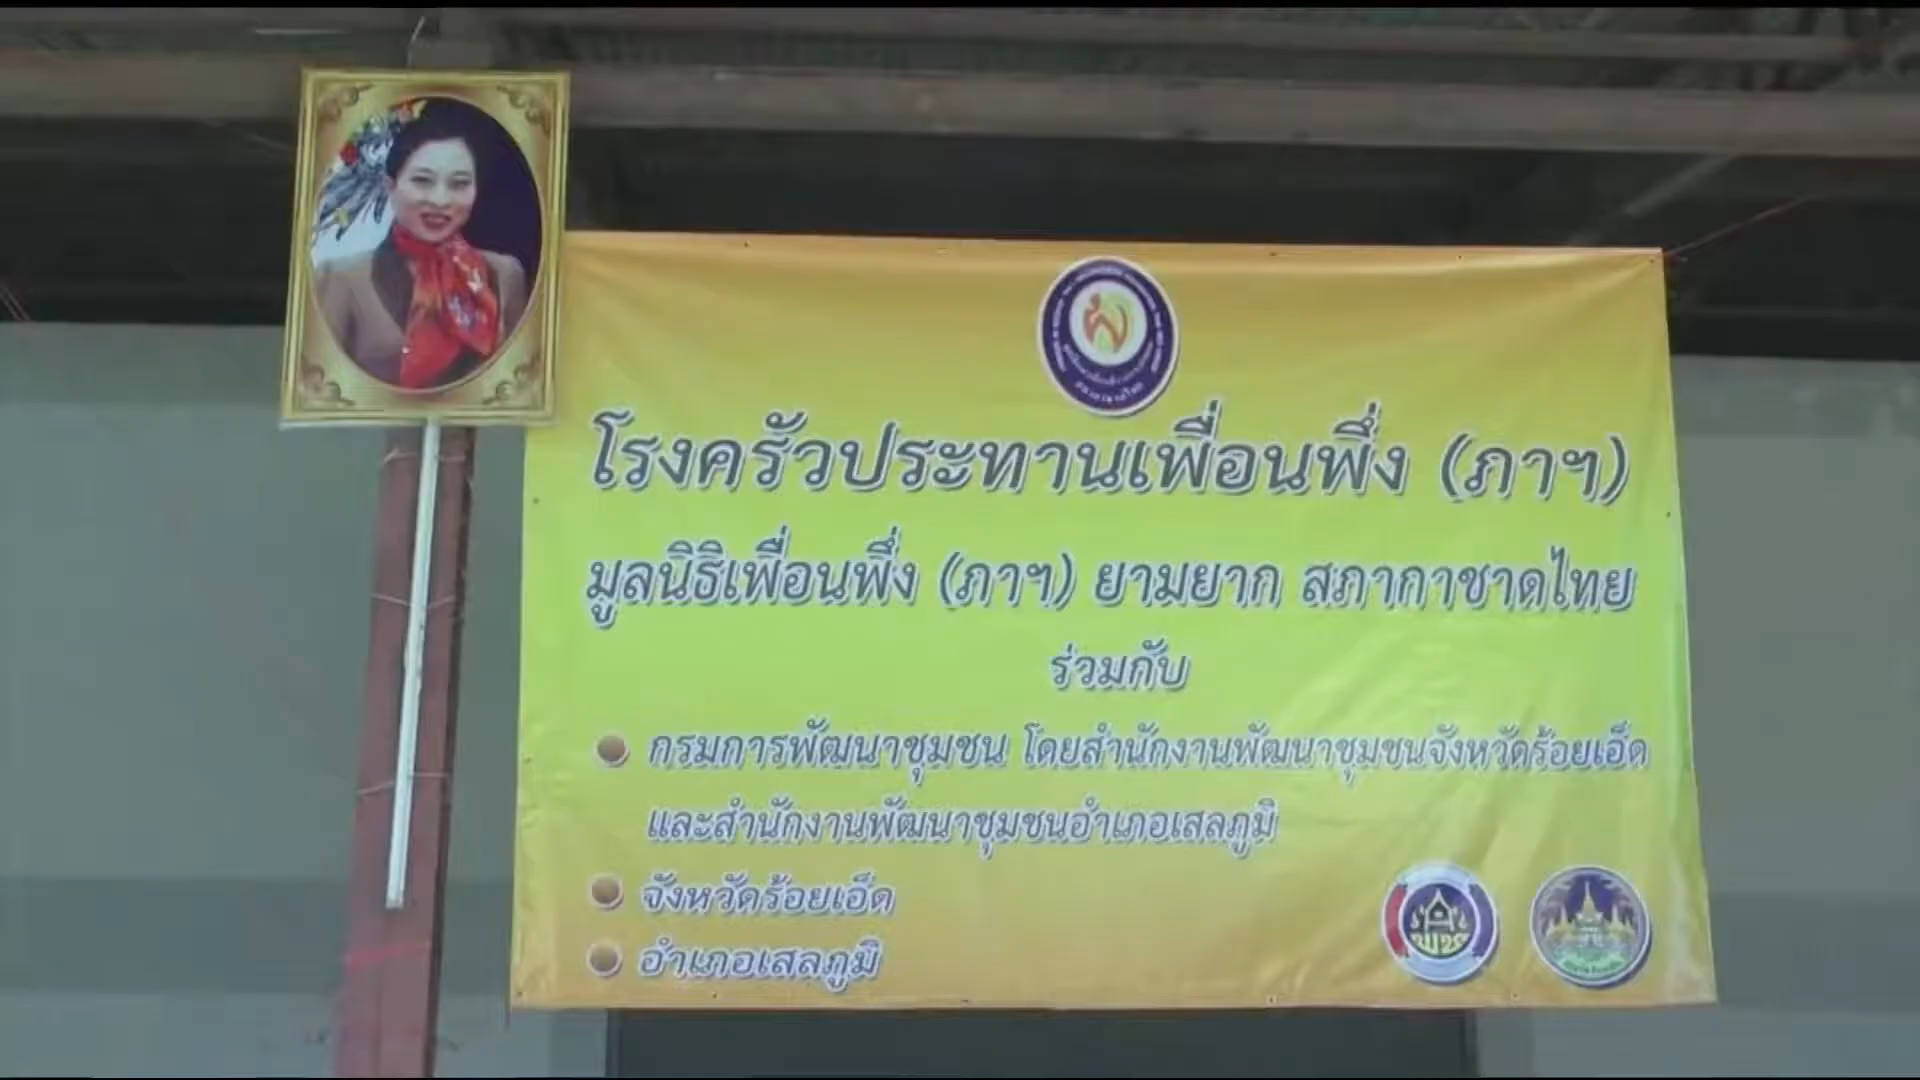 โรงครัวประทานเพื่อนพึ่ง (ภาฯ)
มูลนิธิเพื่อนพึ่ง (ภาฯ) ยามยาก สภากาชาดไทย
ร่วมกับ
กรมการพัฒนาชุมชน โดยสำนักงานพัฒนาชุมชนจังหวัดร้อยเอ็ด
และสำนักงานพัฒนาชุมชนอำเภอเสลภูมิ
จังหวัดร้อยเอ็ด
อำเภอเสลภูมิ
พช